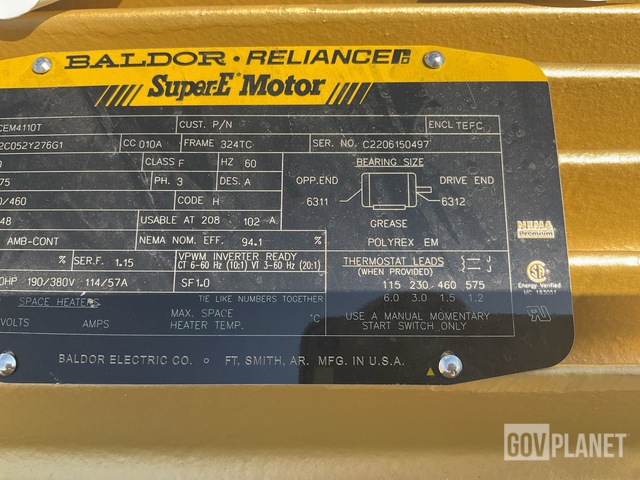 BALDOR • RELIANCE
Super-E Motor
CEM4110T CUST. P/N ENCL TEFC
2C052Y276G1 CC 010A FRAME 324TC SER. NO. C2206150497
CLASS F HZ 60 BEARING SIZE
75 PH. 3 DES. A OPP.END DRIVE END
/460 CODE H 6311 6312
48 USABLE AT 208 102 A. GREASE
AMB-CONT NEMA NOM. EFF. 94.1 % POLYREX EM
NEMA
Premium
% SER.F. 1.15 VPWM INVERTER READY
CT 6-60 HZ (10:1) VT 3-60 HZ (20:1)
THERMOSTAT LEADS J J
(WHEN PROVIDED)
0HP 190/380V 114/57A SF1.0 115 230 460 575
Energy Verified
SPACE HEATERS TIE LIKE NUMBERS TOGETHER 6.0 3.0 1.5 1.2
VOLTS AMPS MAX. SPACE
HEATER TEMP. °C
USE A MANUAL MOMENTARY
START SWITCH ONLY
BALDOR ELECTRIC CO. FT. SMITH, AR. MFG. IN U.S.A.
GOVPLANET